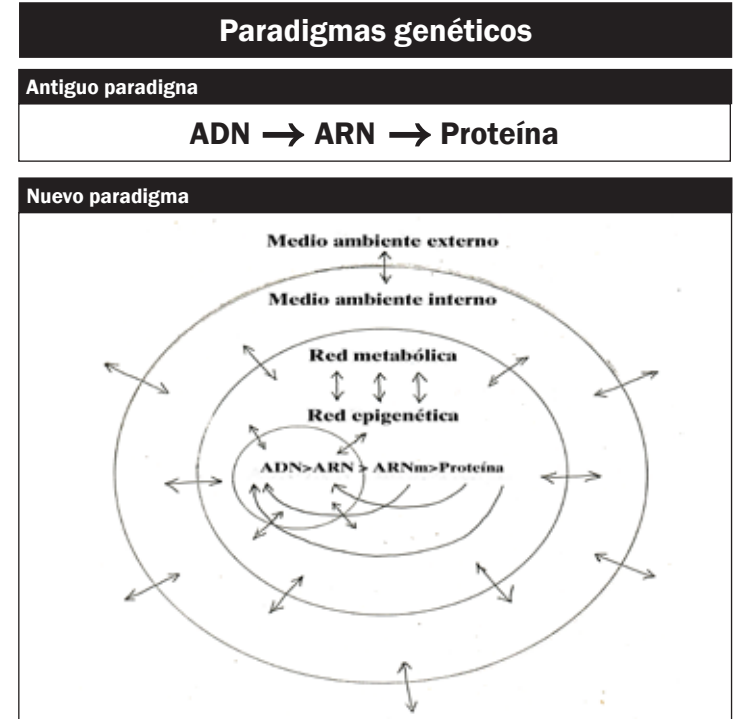 Paradigmas genéticos
Antiguo paradigna
ADN → ARN → Proteína
Nuevo paradigma
Medio ambiente externo
Medio ambiente interno
Red metabólica
Red epigenética
ADN>ARN > ARNm>Proteína